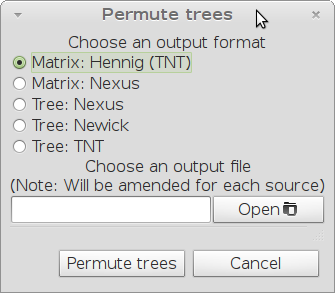 Permute trees
Choose an output format
Matrix: Hennig (TNT)
Matrix: Nexus
Tree: Nexus
Tree: Newick
Tree: TNT
Choose an output file
(Note: Will be amended for each source)
Open
Permute trees Cancel